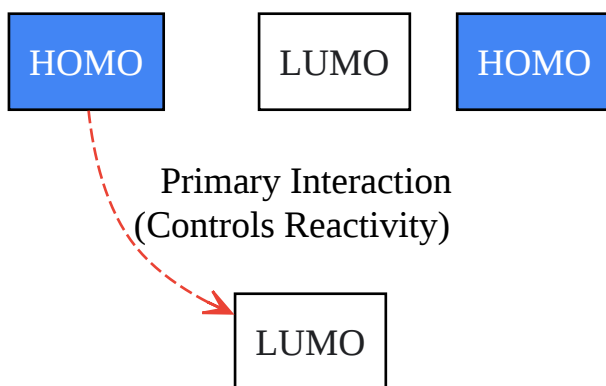 HOMO
LUMO
HOMO
Primary Interaction
(Controls Reactivity)
LUMO